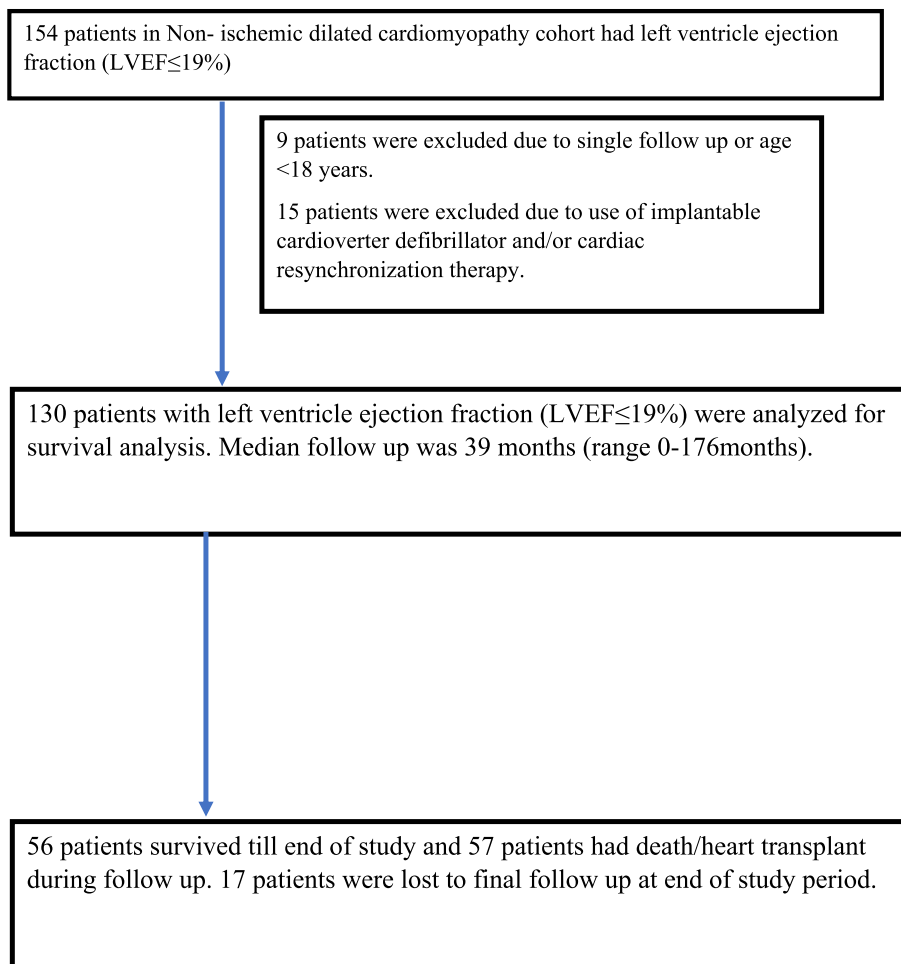 154 patients in Non- ischemic dilated cardiomyopathy cohort had left ventricle ejection
fraction (LVEF≤19%)
9 patients were excluded due to single follow up or age
<18 years.
15 patients were excluded due to use of implantable
cardioverter defibrillator and/or cardiac
resynchronization therapy.
130 patients with left ventricle ejection fraction (LVEF≤19%) were analyzed for
survival analysis. Median follow up was 39 months (range 0-176months).
56 patients survived till end of study and 57 patients had death/heart transplant
during follow up. 17 patients were lost to final follow up at end of study period.